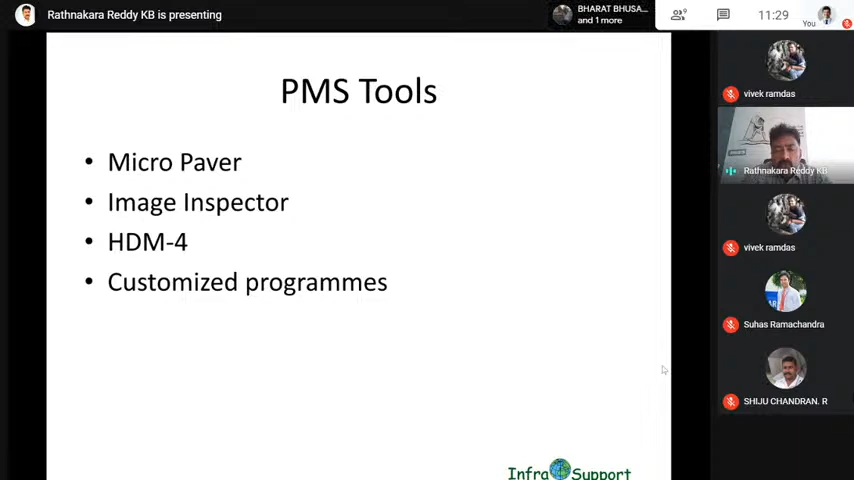 Rathnakara Reddy KB is presenting
BHARAT BHUSA...
and 1 more
9
11:29
You
PMS Tools
• Micro Paver
• Image Inspector
• HDM-4
• Customized programmes
Infra Support
vivek ramdas
Rathnakara Reddy KB
vivek ramdas
Suhas Ramachandra
SHIJU CHANDRAN. R